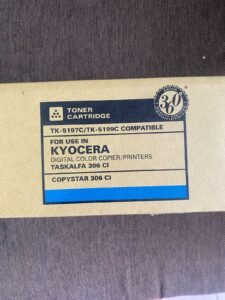 TONER
CARTRIDGE
360
TK-5197C/TK-5199C COMPATIBLE
FOR USE IN
KYOCERA
DIGITAL COLOR COPIER/PRINTERS
TASKALFA 306 CI
COPYSTAR 306 CI